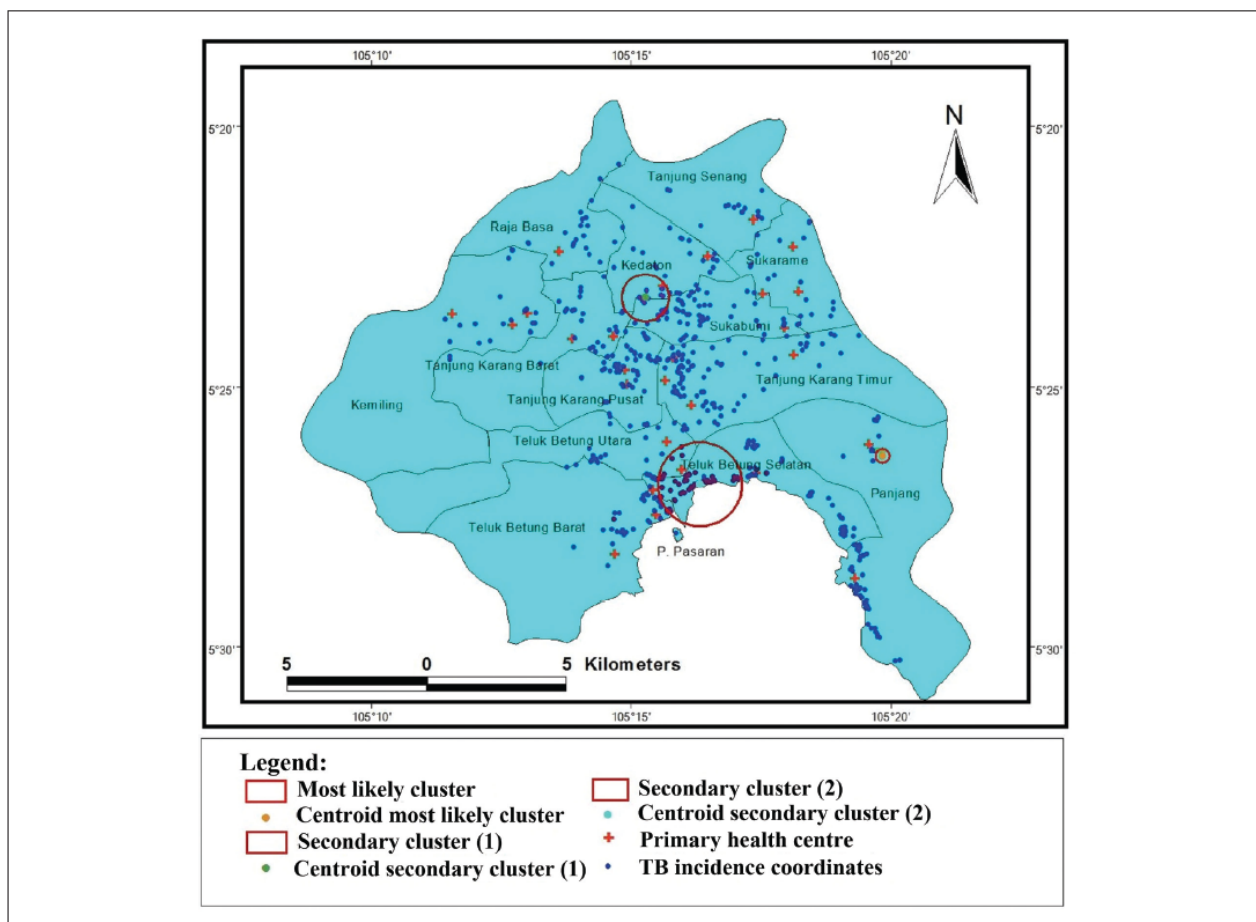 105°10' 105°15' 105°20'
N
5°20' 5°20'
Tanjung Senang
Raja Basa
Kedaton Sukarame
Sukabumi
Tanjung Karang Barat
Tanjung Karang Timur
5°25' 5°25'
Tanjung Karang Pusat
Komiling
Teluk Betung Utara
Teluk Betung Selatan
Panjang
Teluk Betung Barat
P. Pasaran
5°30' 5°30'
5 0 5 Kilometers
105°10' 105°15' 105°20'
Legend:
Most likely cluster
Centroid most likely cluster
Secondary cluster (1)
Centroid secondary cluster (1)
Secondary cluster (2)
Centroid secondary cluster (2)
Primary health centre
TB incidence coordinates